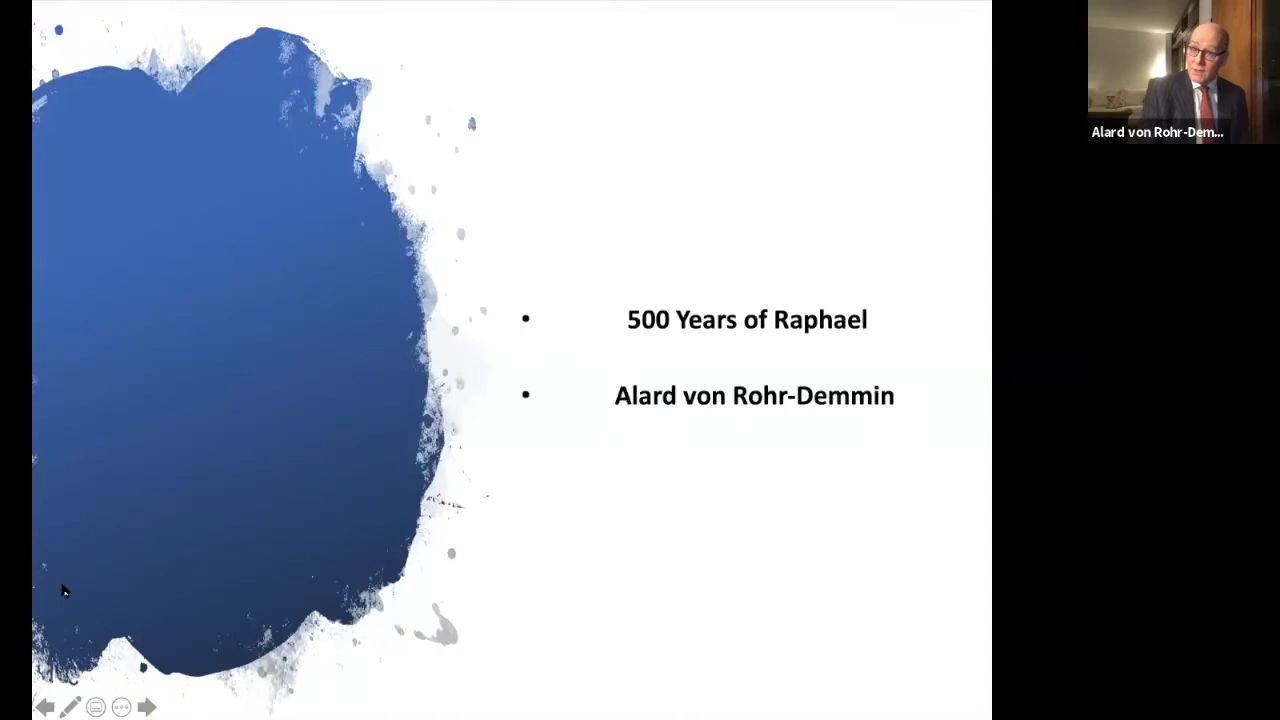 500 Years of Raphael
Alard von Rohr-Demmin
Alard von Rohr-Dem...